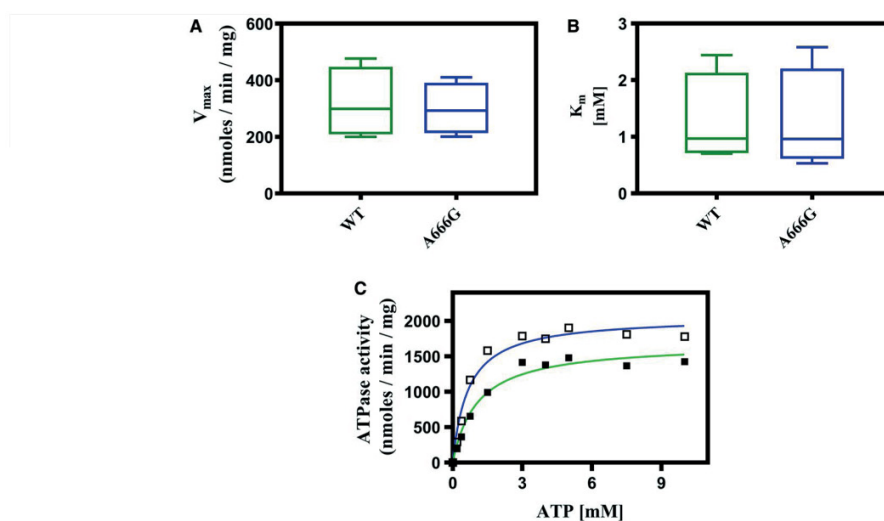 A
V max
(nmoles / min / mg)
600
400
200
0
WT
A666G
B
K m
[mM]
3
2
1
0
WT
A666G
C
ATPase activity
(nmoles / min / mg)
2000
1500
1000
500
0
0
3
6
9
ATP [mM]